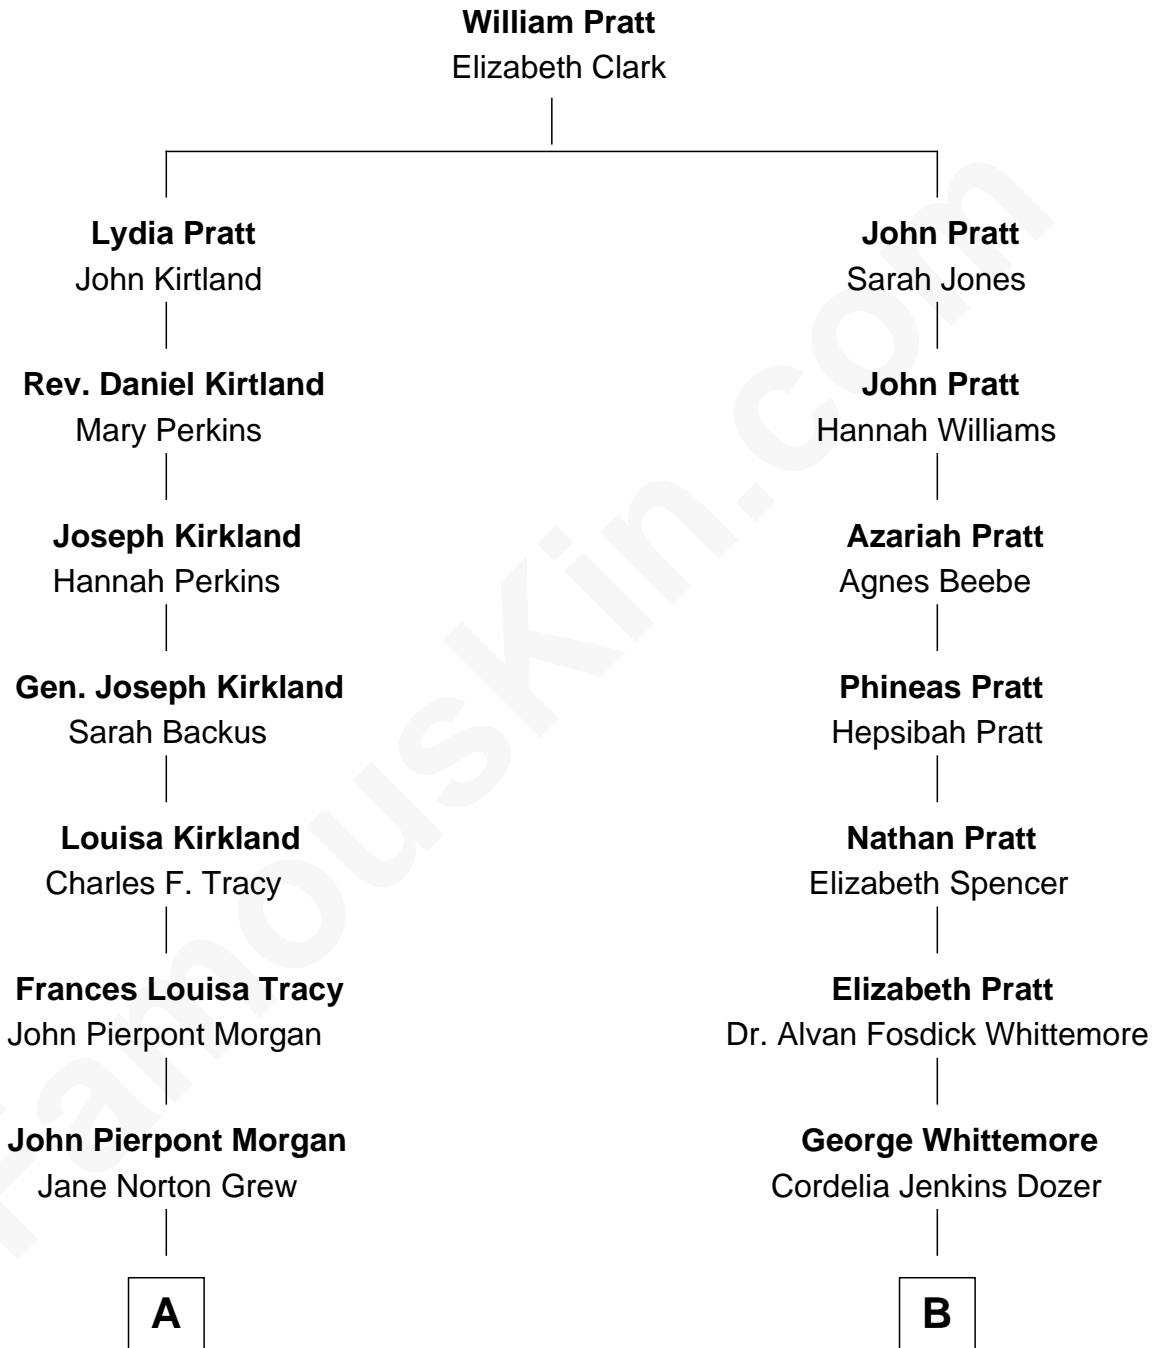 William Pratt
Elizabeth Clark
Lydia Pratt
John Kirtland
John Pratt
Sarah Jones
Rev. Daniel Kirtland
Mary Perkins
John Pratt
Hannah Williams
Joseph Kirkland
Hannah Perkins
Azariah Pratt
Agnes Beebe
Gen. Joseph Kirkland
Sarah Backus
Phineas Pratt
Hepsibah Pratt
Louisa Kirkland
Charles F. Tracy
Nathan Pratt
Elizabeth Spencer
Frances Louisa Tracy
John Pierpont Morgan
Elizabeth Pratt
Dr. Alvan Fosdick Whittemore
John Pierpont Morgan
Jane Norton Grew
George Whittemore
Cordelia Jenkins Dozer
A
B
FamousKin.com